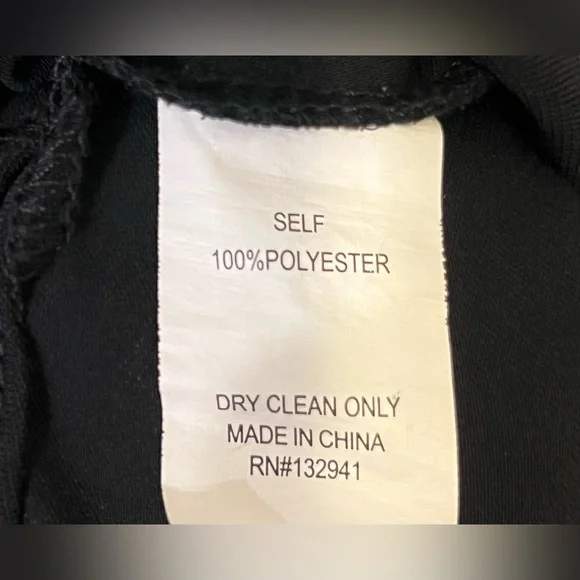 SELF
100%POLYESTER
DRY CLEAN ONLY
MADE IN CHINA
RN#132941